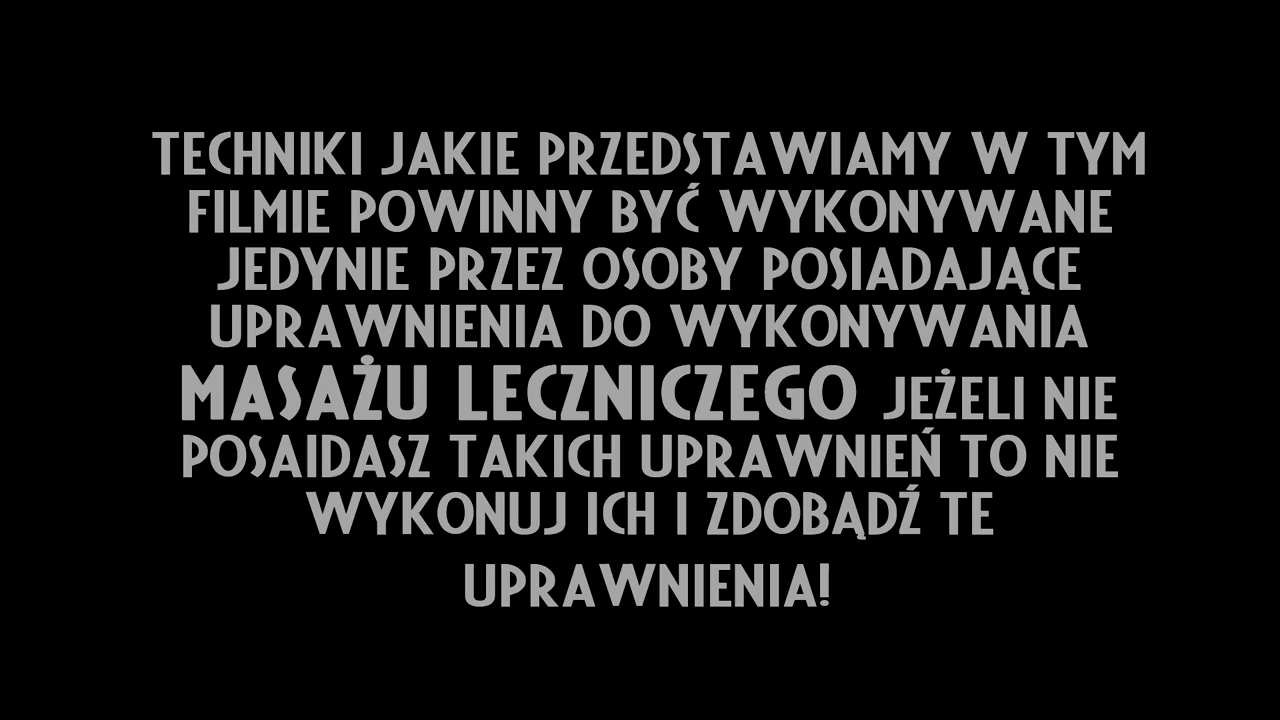 TECHNIKI JAKIE PRZEDSTAWIAMY W TYM
FILMIE POWINNY BYĆ WYKONYWANE
JEDYNIE PRZEZ OSOBY POSIADAJĄCE
UPRAWNIENIA DO WYKONYWANIA
MASAŻU LECZNICZEGO JEŻELI NIE
POSAIDASZ TAKICH UPRAWNIEŃ TO NIE
WYKONUJ ICH I ZDOBĄDŹ TE
UPRAWNIENIA!